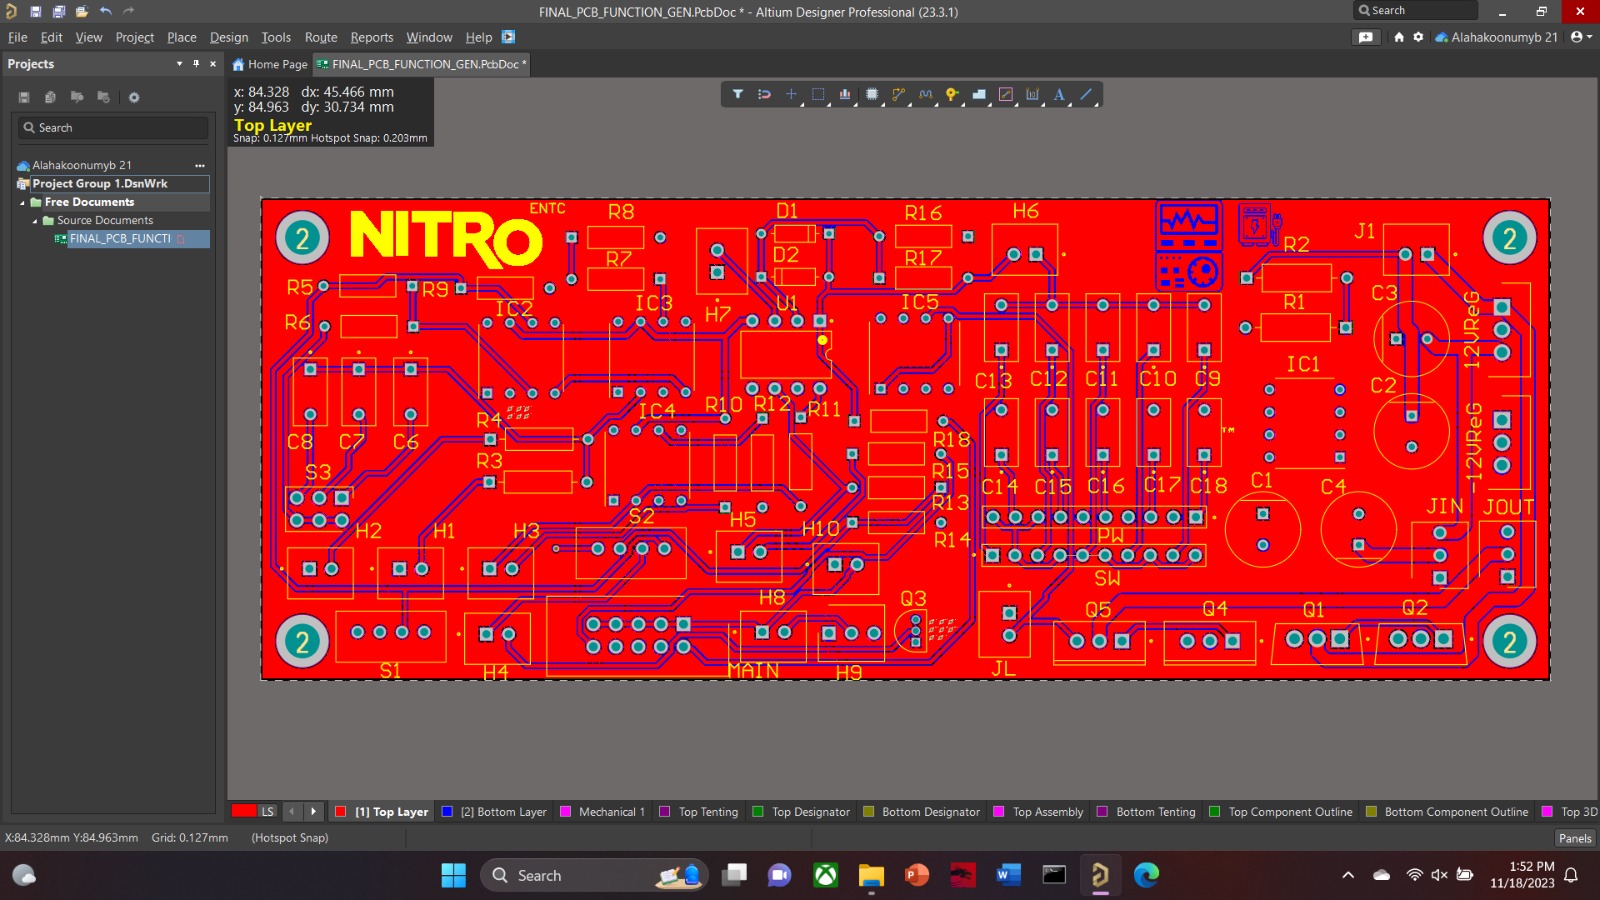 FINAL_PCB_FUNCTION_GEN.PcbDoc * - Altium Designer Professional (23.3.1)
Search
File Edit View Project Place Design Tools Route Reports Window Help
Alahakoonumyb 21
Projects
Home Page
FINAL_PCB_FUNCTION_GEN.PcbDoc *
x: 84.328 dx: 45.466 mm
y: 84.963 dy: 30.734 mm
Top Layer
Snap: 0.127mm Hotspot Snap: 0.203mm
Search
Alahakoonumyb 21
Project Group 1.DsnWrk
Free Documents
Source Documents
FINAL_PCB_FUNCTI
2 NITRO ENTC R8 D1 R16 H6 R2 J1 2
R7 D2 R17
R5 R9 IC2 IC3 H7 U1 IC5 R1 C3 12VReG
R6 IC1
C13 C12 C11 C10 C9 C2
R4 IC4 R10 R12 R11
C8 C7 C6 R18 TM -12VReG
S3 R3 R15 C14 C15 C16 C17 C18 C1 C4
R13 JIN JOUT
H2 H1 H3 S2 H5 H10 R14 PW
SW
H8 Q3 Q5 Q4 Q1 Q2
2 2
S1 H4 MAIN H9 JL
LS [1] Top Layer [2] Bottom Layer Mechanical 1 Top Tenting Top Designator Bottom Designator Top Assembly Bottom Tenting Top Component Outline Bottom Component Outline Top 3D
X:84.328mm Y:84.963mm Grid: 0.127mm (Hotspot Snap)
Panels
Search
1:52 PM
11/18/2023